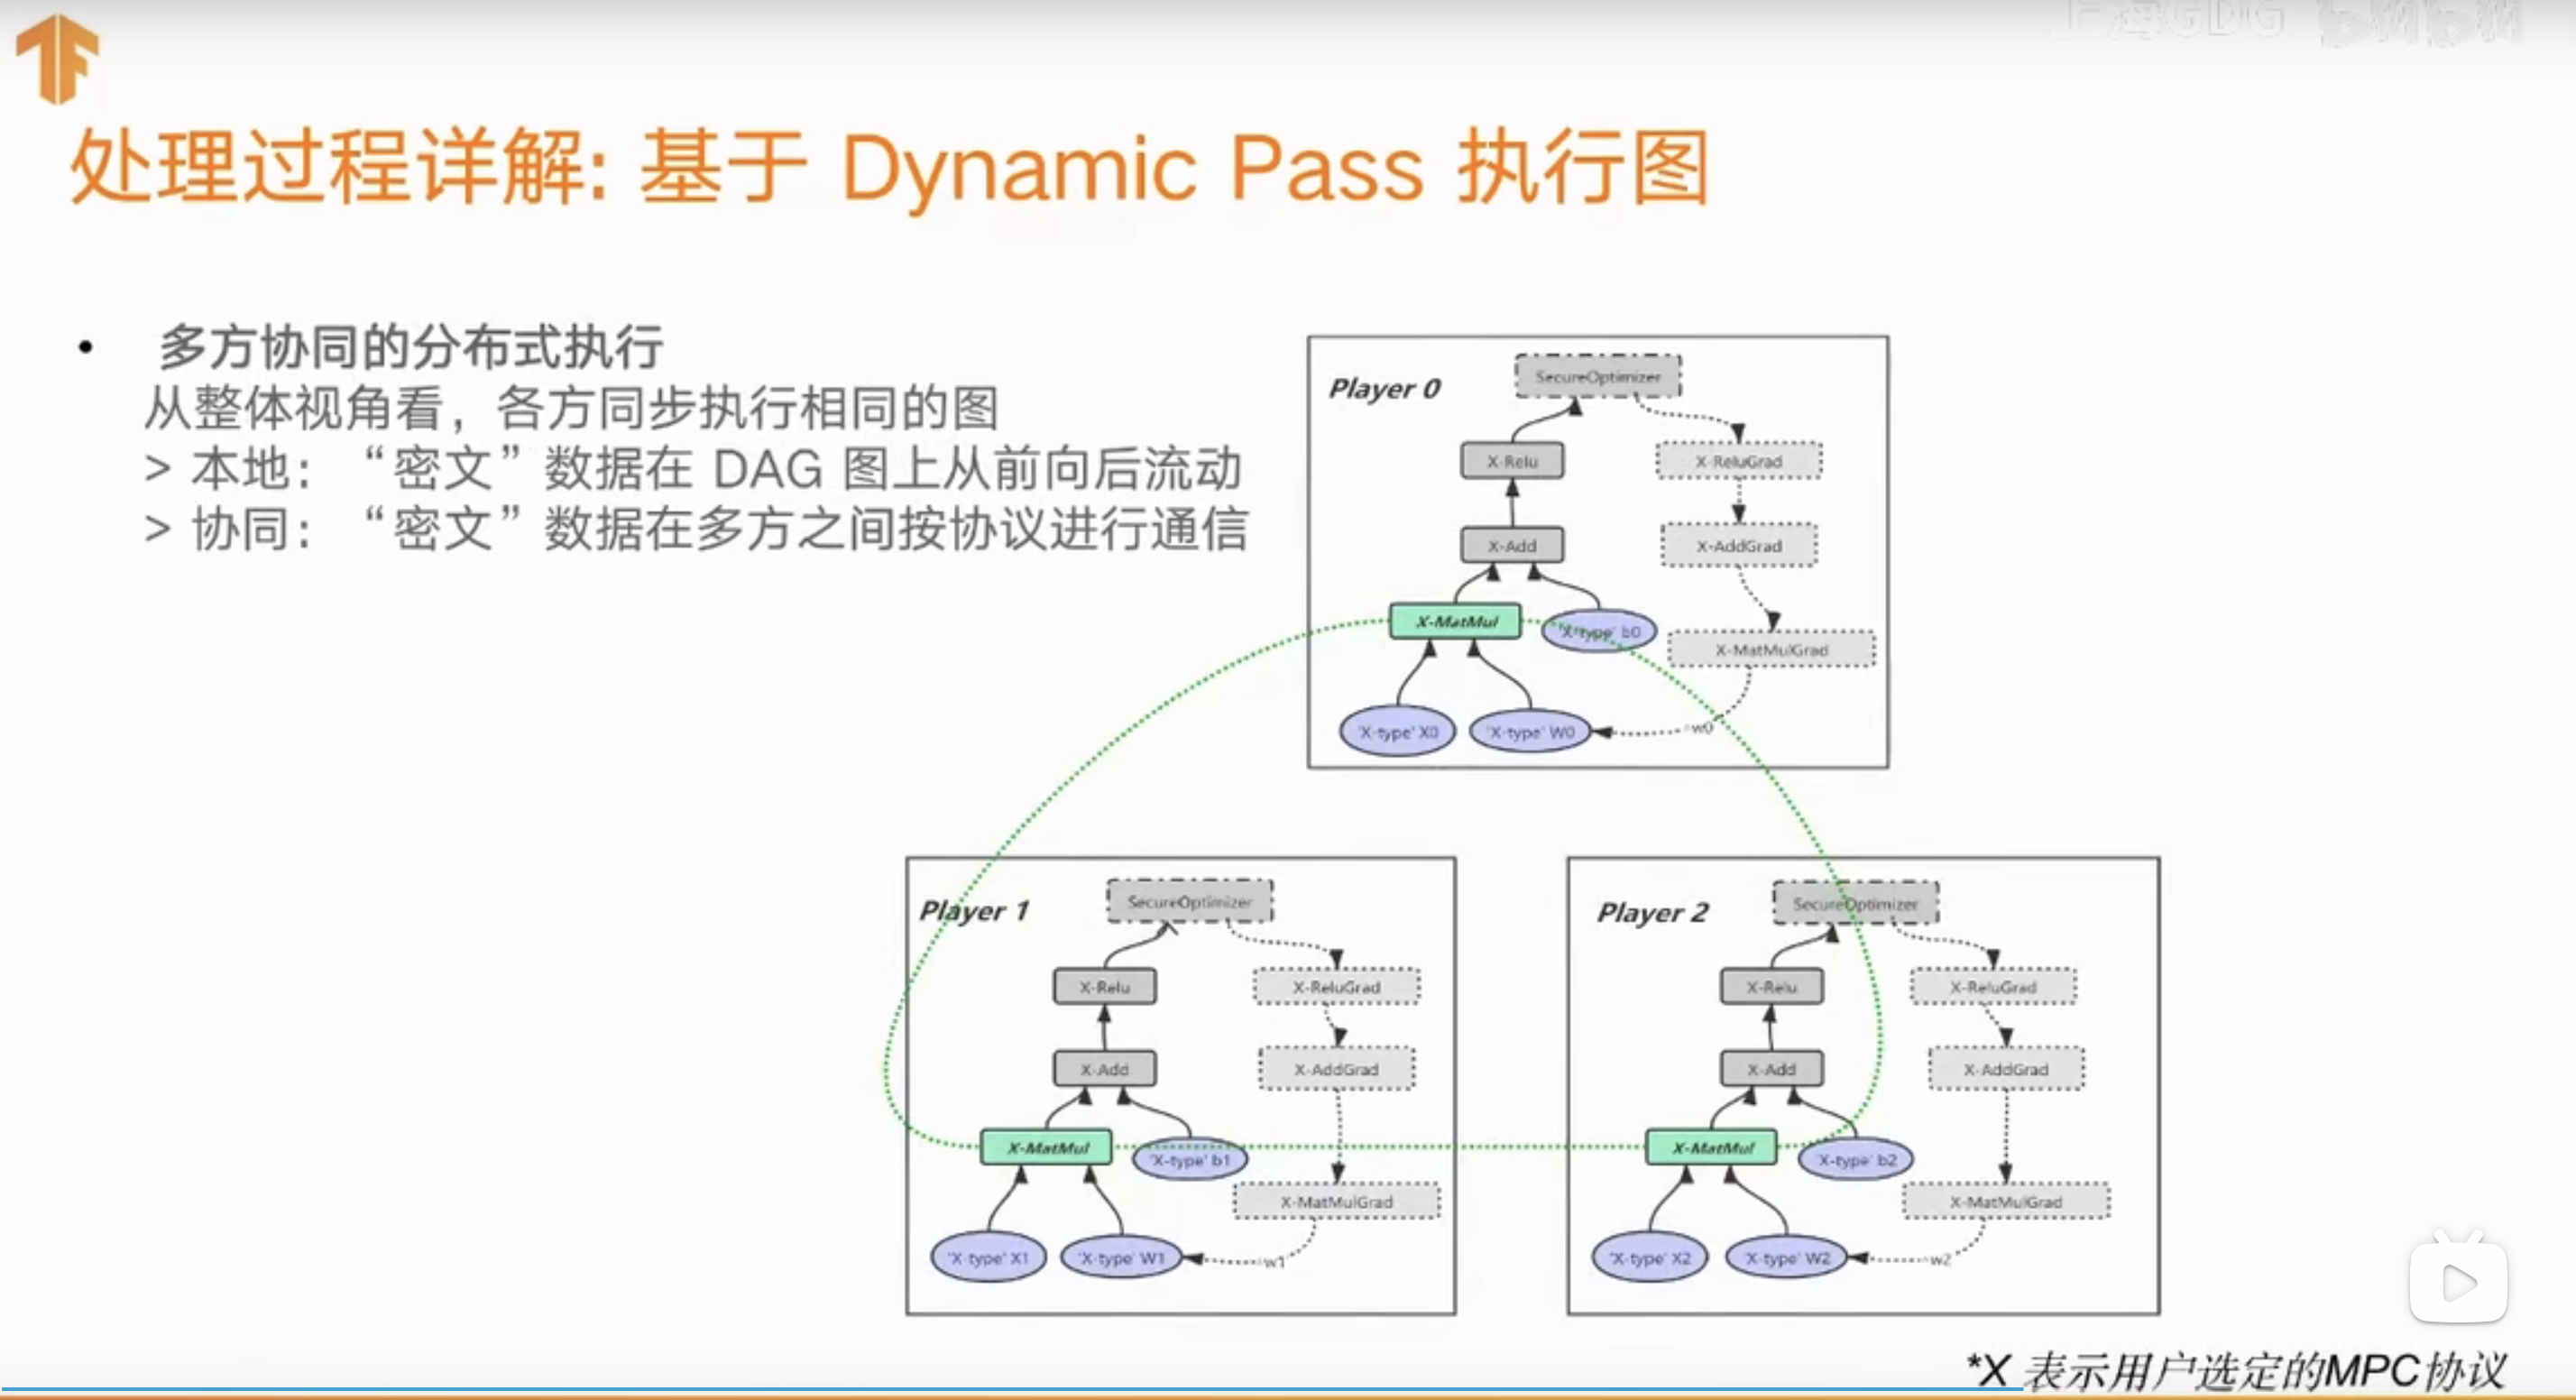 上海GDG bilibili
处理过程详解: 基于 Dynamic Pass 执行图
• 多方协同的分布式执行
从整体视角看，各方同步执行相同的图
> 本地：“密文”数据在 DAG 图上从前向后流动
> 协同：“密文”数据在多方之间按协议进行通信
Player 0
SecureOptimizer
X-Relu
X-ReluGrad
X-Add
X-AddGrad
X-MatMul
'X-type' b0
X-MatMulGrad
'X-type' X0
'X-type' W0
w0
Player 1
SecureOptimizer
X-Relu
X-ReluGrad
X-Add
X-AddGrad
X-MatMul
'X-type' b1
X-MatMulGrad
'X-type' X1
'X-type' W1
w1
Player 2
SecureOptimizer
X-Relu
X-ReluGrad
X-Add
X-AddGrad
X-MatMul
'X-type' b2
X-MatMulGrad
'X-type' X2
'X-type' W2
w2
*X 表示用户选定的MPC协议